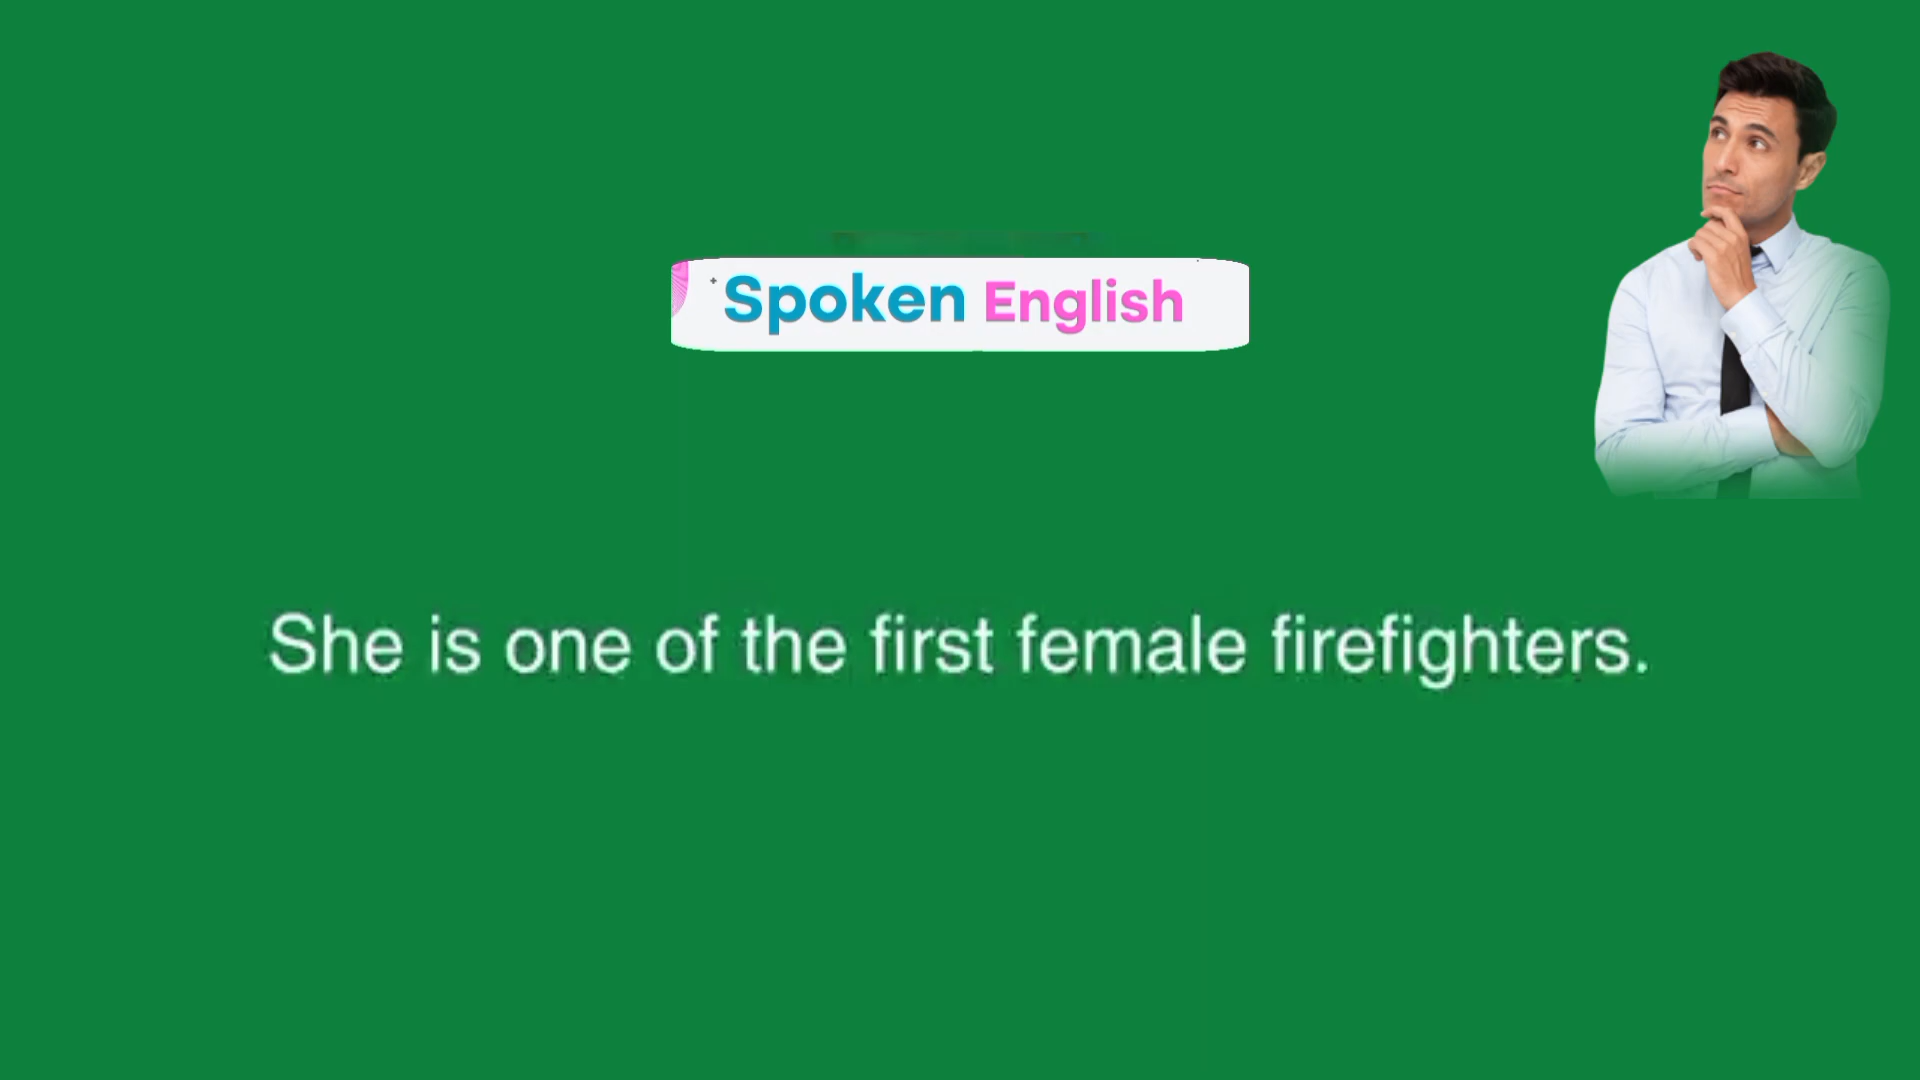 Spoken English
She is one of the first female firefighters.